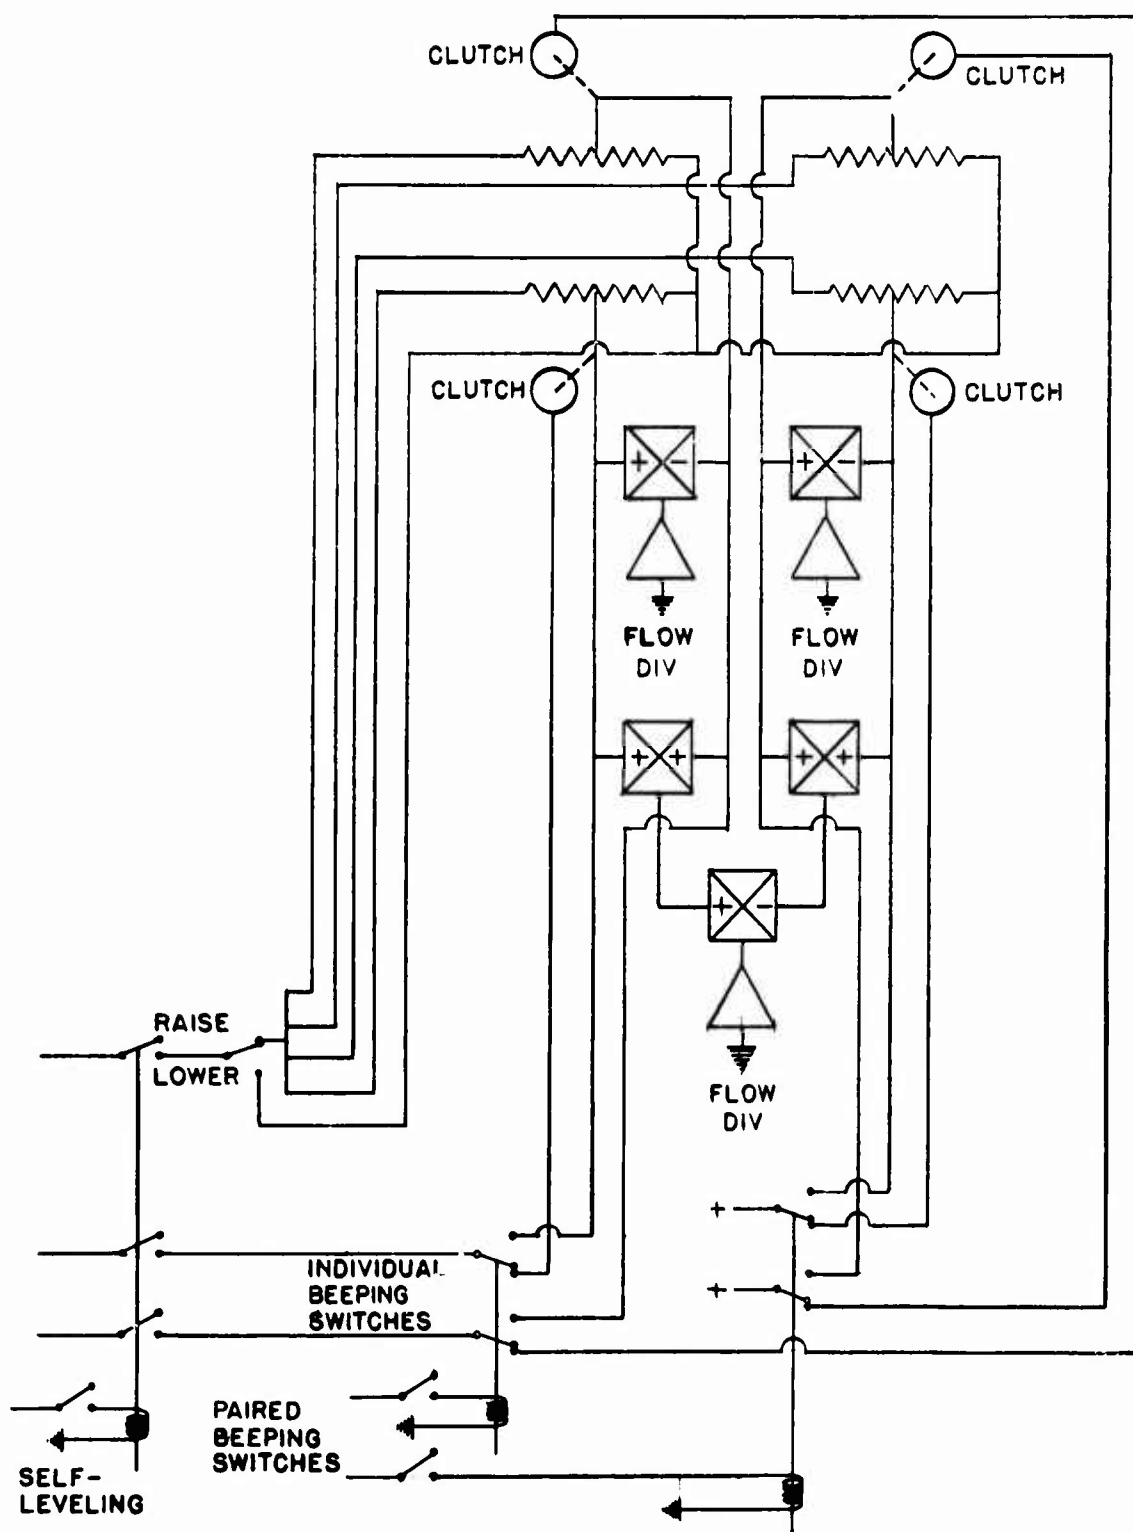 CLUTCH
CLUTCH
CLUTCH
CLUTCH
+ −
+ −
FLOW
DIV
FLOW
DIV
+ +
+ +
+ −
FLOW
DIV
RAISE
LOWER
+
+
INDIVIDUAL
BEEPING
SWITCHES
PAIRED
BEEPING
SWITCHES
SELF-
LEVELING